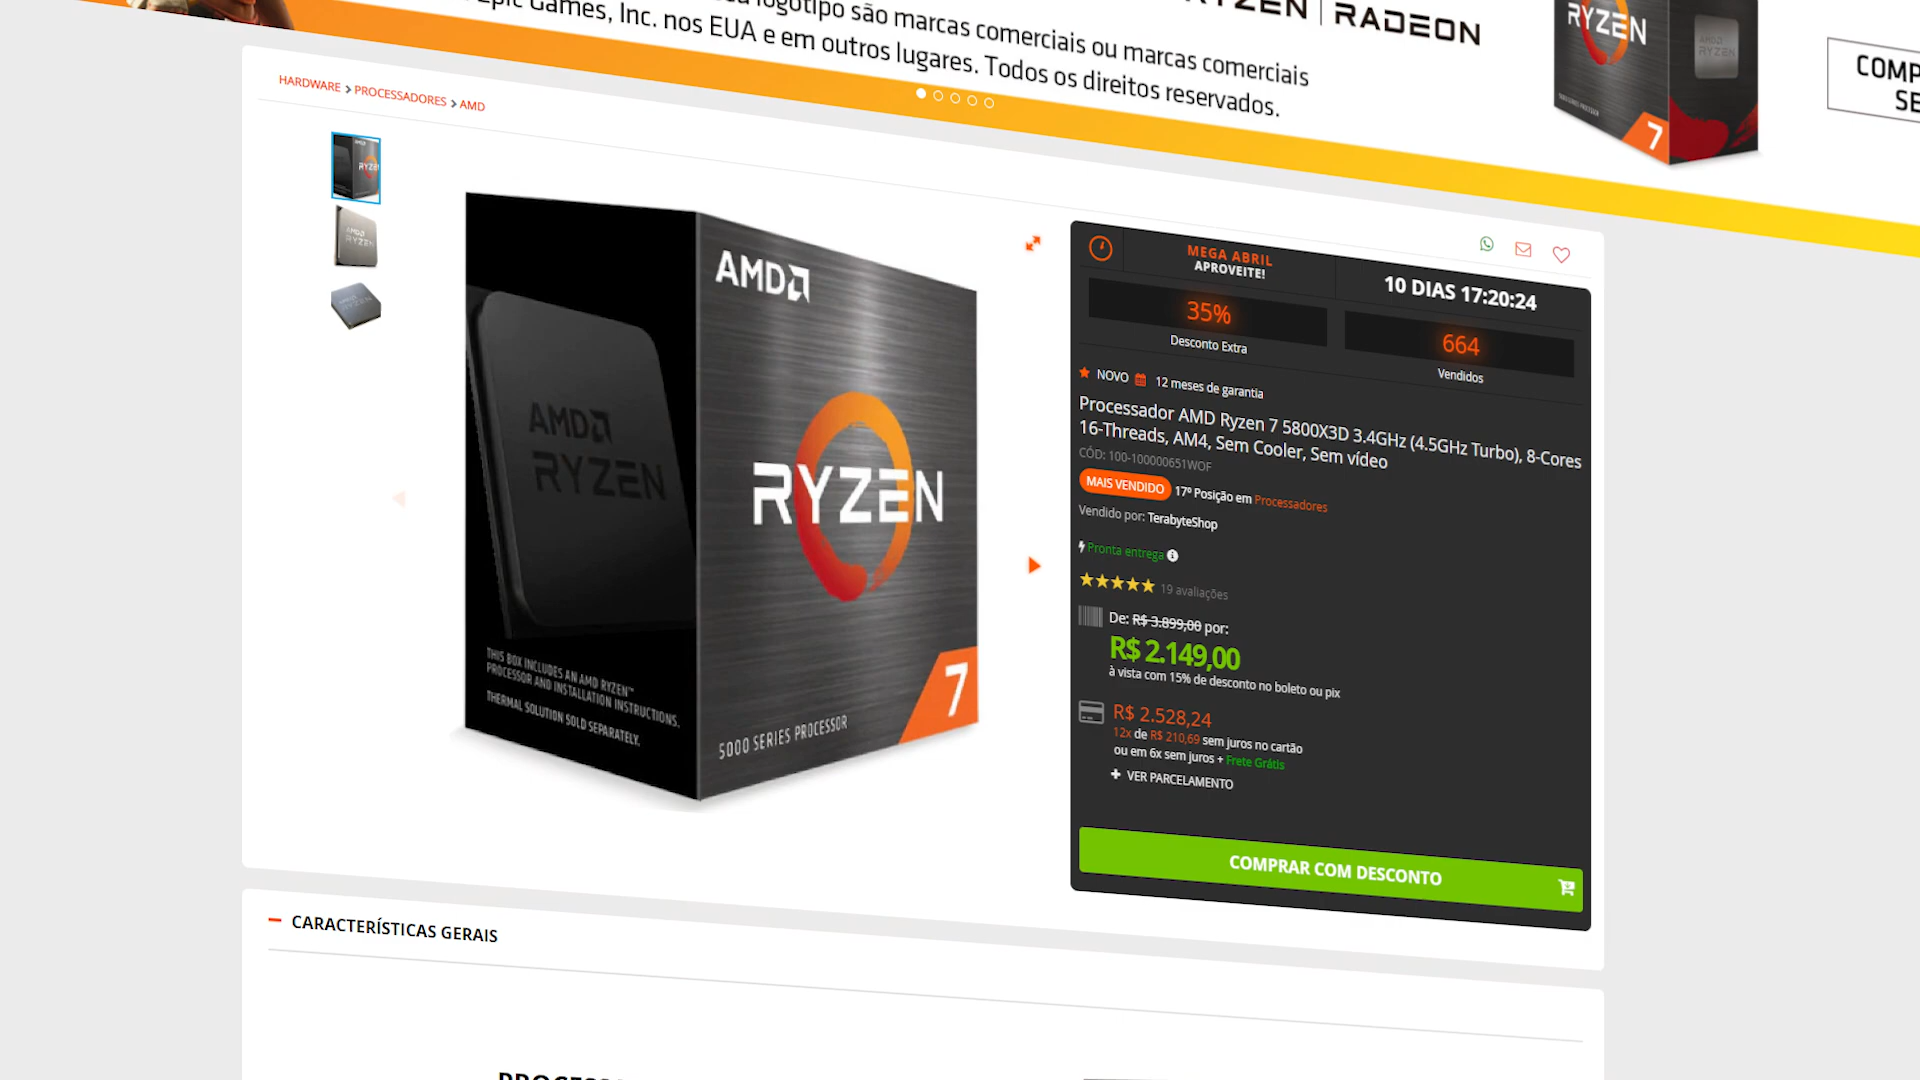 Epic Games, Inc. nos EUA e em outros lugares. Todos os direitos reservados.
logotipo são marcas comerciais ou marcas comerciais
RADEON
RYZEN
AMD
RYZEN
7
COMP
SE
HARDWARE > PROCESSADORES > AMD
AMD
RYZEN
AMD
RYZEN
THIS BOX INCLUDES AN AMD RYZEN™
PROCESSOR AND INSTALLATION INSTRUCTIONS.
THERMAL SOLUTION SOLD SEPARATELY.
5000 SERIES PROCESSOR
7
MEGA ABRIL
APROVEITE!
10 DIAS 17:20:24
35%
Desconto Extra
664
Vendidos
NOVO 12 meses de garantia
Processador AMD Ryzen 7 5800X3D 3.4GHz (4.5GHz Turbo), 8-Cores
16-Threads, AM4, Sem Cooler, Sem vídeo
CÓD: 100-100000651WOF
MAIS VENDIDO 17º Posição em Processadores
Vendido por: TerabyteShop
Pronta entrega
19 avaliações
De: R$ 3.899,00 por:
R$ 2.149,00
à vista com 15% de desconto no boleto ou pix
R$ 2.528,24
12x de R$ 210,69 sem juros no cartão
ou em 6x sem juros + Frete Grátis
+ VER PARCELAMENTO
COMPRAR COM DESCONTO
CARACTERÍSTICAS GERAIS